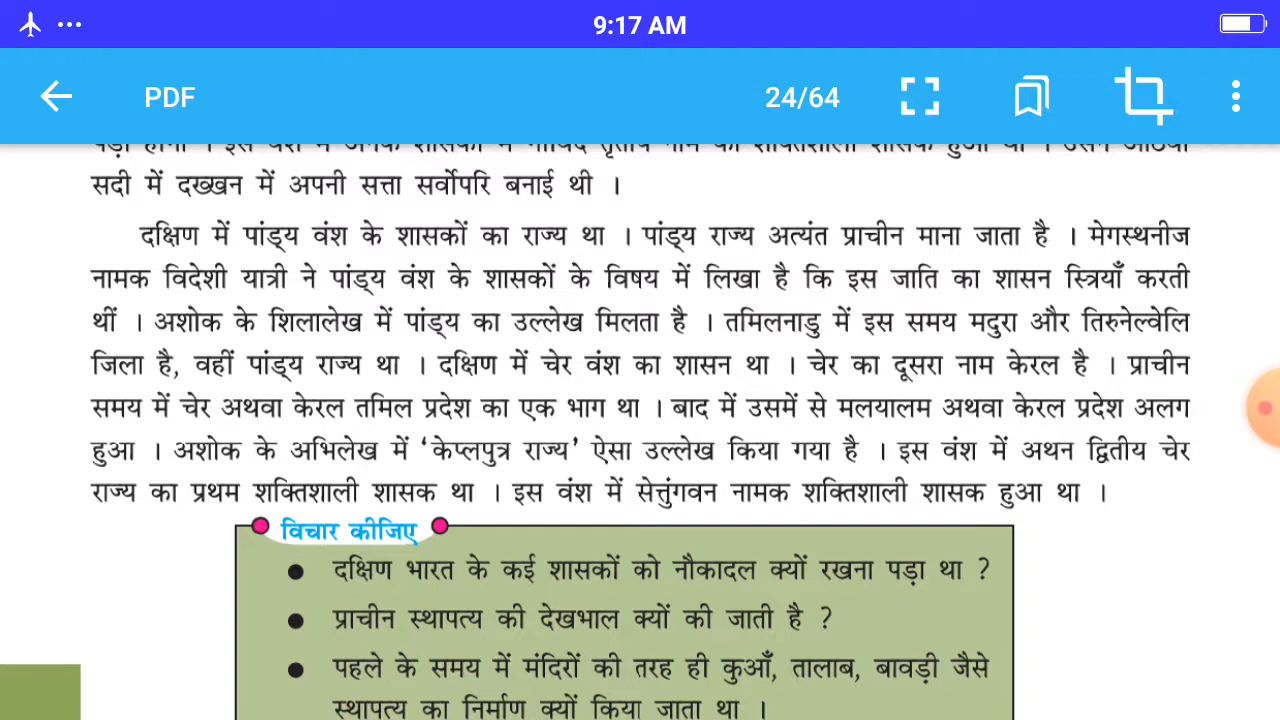 9:17 AM
PDF
24/64
सदी में दख्खन में अपनी सत्ता सर्वोपरि बनाई थी ।
दक्षिण में पांड्य वंश के शासकों का राज्य था । पांड्य राज्य अत्यंत प्राचीन माना जाता है । मेगस्थनीज
नामक विदेशी यात्री ने पांड्य वंश के शासकों के विषय में लिखा है कि इस जाति का शासन स्त्रियाँ करती
थीं । अशोक के शिलालेख में पांड्य का उल्लेख मिलता है । तमिलनाडु में इस समय मदुरा और तिरुनेल्वेलि
जिला है, वहीं पांड्य राज्य था । दक्षिण में चेर वंश का शासन था । चेर का दूसरा नाम केरल है । प्राचीन
समय में चेर अथवा केरल तमिल प्रदेश का एक भाग था । बाद में उसमें से मलयालम अथवा केरल प्रदेश अलग
हुआ । अशोक के अभिलेख में ‘केप्लपुत्र राज्य’ ऐसा उल्लेख किया गया है । इस वंश में अथन द्वितीय चेर
राज्य का प्रथम शक्तिशाली शासक था । इस वंश में सेत्तुंगवन नामक शक्तिशाली शासक हुआ था ।
विचार कीजिए
● दक्षिण भारत के कई शासकों को नौकादल क्यों रखना पड़ा था ?
● प्राचीन स्थापत्य की देखभाल क्यों की जाती है ?
● पहले के समय में मंदिरों की तरह ही कुआँ, तालाब, बावड़ी जैसे
स्थापत्य का निर्माण क्यों किया जाता था ।